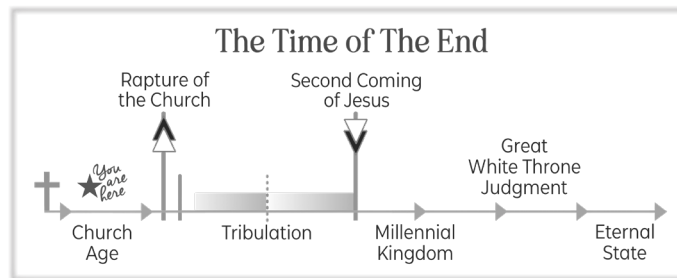 The Time of The End
Rapture of
the Church
Second Coming
of Jesus
Great
White Throne
Judgment
You
are
here
Church
Age
Tribulation
Millennial
Kingdom
Eternal
State